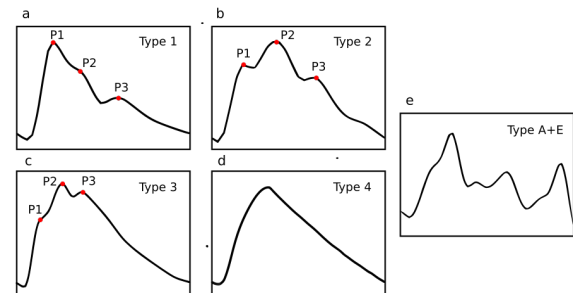 a
P1
P2
P3
Type 1
b
P1
P2
P3
Type 2
c
P1
P2
P3
Type 3
d
Type 4
e
Type A+E